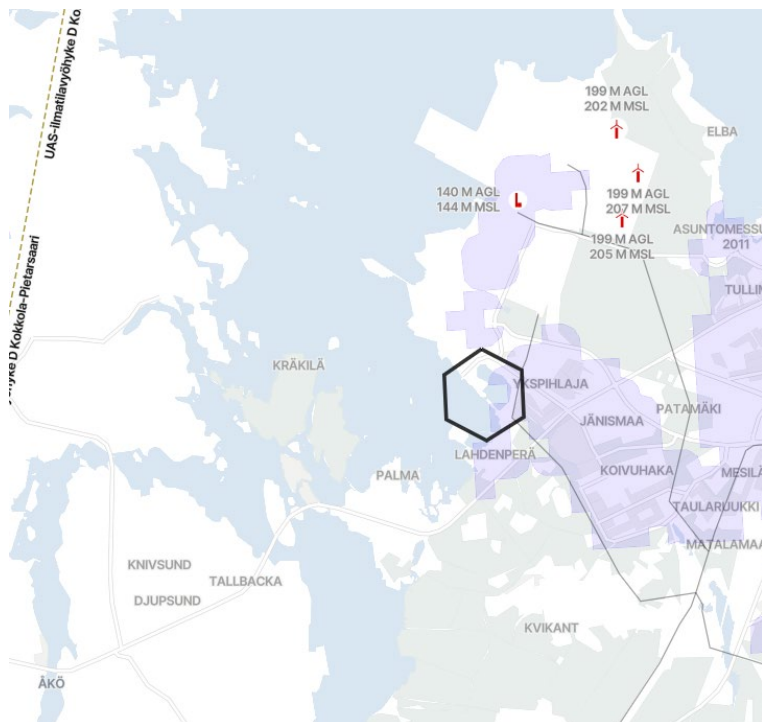 UAS-ilmatilavyöhyke D Ko
yöhyke D Kokkola-Pietarsaari
199 M AGL
202 M MSL
ELBA
140 M AGL
144 M MSL
199 M AGL
207 M MSL
199 M AGL
205 M MSL
ASUNTOMESSU
2011
TULLIM
KRÄKILÄ
YKSPIHLAJA
JÄNISMAA
PATAMÄKI
LAHDENPERÄ
KOIVUHAKA
MESILÄ
PALMA
TAULARUUKKI
MATALAMAA
KNIVSUND
TALLBACKA
DJUPSUND
KVIKANT
ÅKÖ